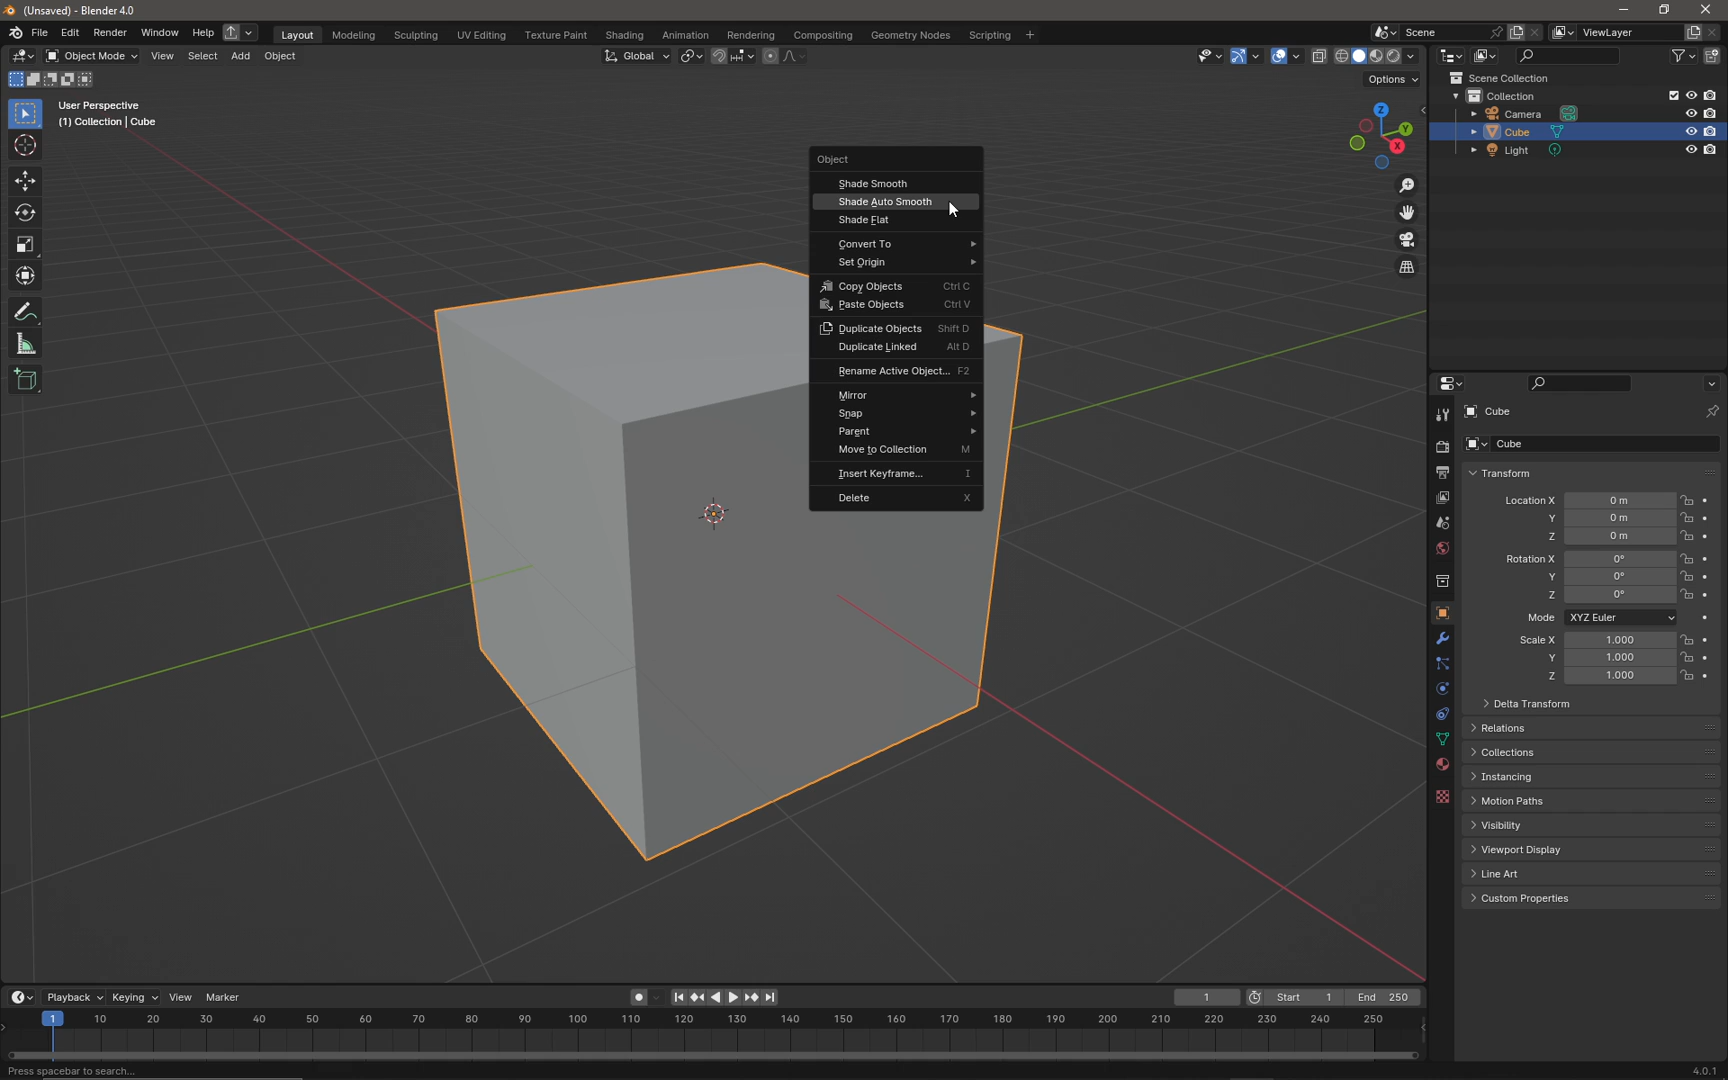 (Unsaved) - Blender 4.0
File Edit Render Window Help Layout Modeling Sculpting UV Editing Texture Paint Shading Animation Rendering Compositing Geometry Nodes Scripting + Scene ViewLayer
Object Mode View Select Add Object Global
Options
User Perspective
(1) Collection | Cube
Z
Y
X
Object
Shade Smooth
Shade Auto Smooth
Shade Flat
Convert To
Set Origin
Copy Objects Ctrl C
Paste Objects Ctrl V
Duplicate Objects Shift D
Duplicate Linked Alt D
Rename Active Object... F2
Mirror
Snap
Parent
Move to Collection M
Insert Keyframe... I
Delete X
Scene Collection
Collection
Camera
Cube
Light
Cube
Cube
Transform
Location X 0 m
Y 0 m
Z 0 m
Rotation X 0°
Y 0°
Z 0°
Mode XYZ Euler
Scale X 1.000
Y 1.000
Z 1.000
Delta Transform
Relations
Collections
Instancing
Motion Paths
Visibility
Viewport Display
Line Art
Custom Properties
Playback Keying View Marker 1 Start 1 End 250
1 10 20 30 40 50 60 70 80 90 100 110 120 130 140 150 160 170 180 190 200 210 220 230 240 250
Press spacebar to search... 4.0.1